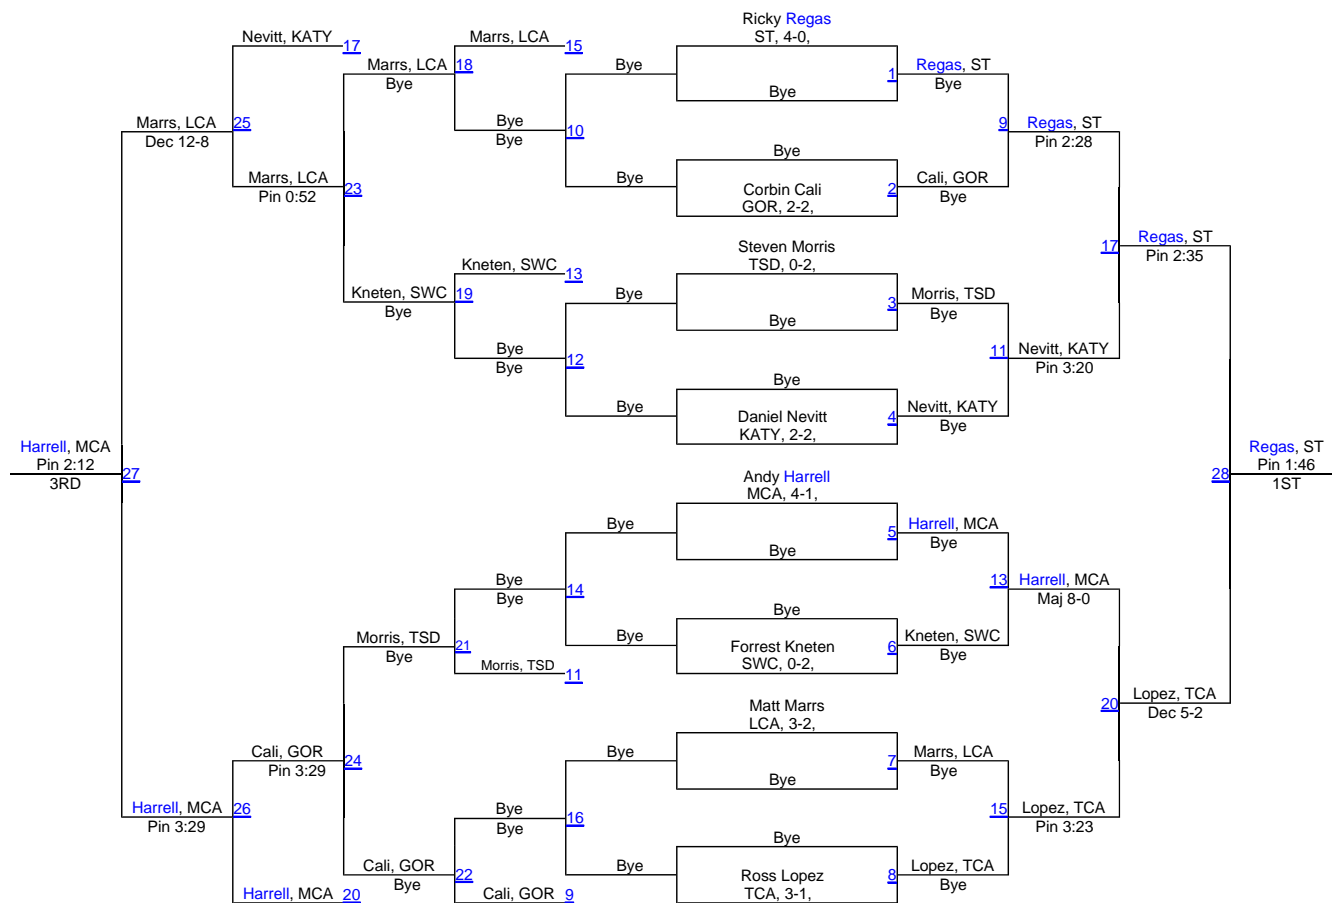 Ricky Regas
ST, 4-0,
Nevitt, KATY
17
Marrs, LCA
15
Bye
1
Regas, ST
Bye
Marrs, LCA
18
Bye
Bye
Marrs, LCA
25
Dec 12-8
Bye
10
Bye
Bye
9
Regas, ST
Pin 2:28
Marrs, LCA
23
Pin 0:52
Bye
Corbin Cali
GOR, 2-2,
2
Cali, GOR
Bye
Steven Morris
TSD, 0-2,
17
Regas, ST
Pin 2:35
Kneten, SWC
13
Kneten, SWC
19
Bye
Bye
3
Morris, TSD
Bye
Bye
Bye
12
Bye
11
Nevitt, KATY
Pin 3:20
Bye
Bye
Daniel Nevitt
KATY, 2-2,
4
Nevitt, KATY
Bye
Harrell, MCA
Pin 2:12
27
3RD
Regas, ST
Pin 1:46
28
1ST
Andy Harrell
MCA, 4-1,
Bye
5
Harrell, MCA
Bye
Bye
Bye
14
Bye
13
Harrell, MCA
Maj 8-0
Morris, TSD
21
Bye
Bye
Forrest Kneten
SWC, 0-2,
6
Kneten, SWC
Bye
Morris, TSD
11
Matt Marrs
LCA, 3-2,
20
Lopez, TCA
Dec 5-2
Cali, GOR
24
Pin 3:29
Bye
Bye
7
Marrs, LCA
Bye
Harrell, MCA
26
Pin 3:29
Bye
16
Bye
15
Lopez, TCA
Pin 3:23
Bye
Cali, GOR
22
Bye
Bye
Ross Lopez
TCA, 3-1,
8
Lopez, TCA
Bye
Harrell, MCA
20
Cali, GOR
9